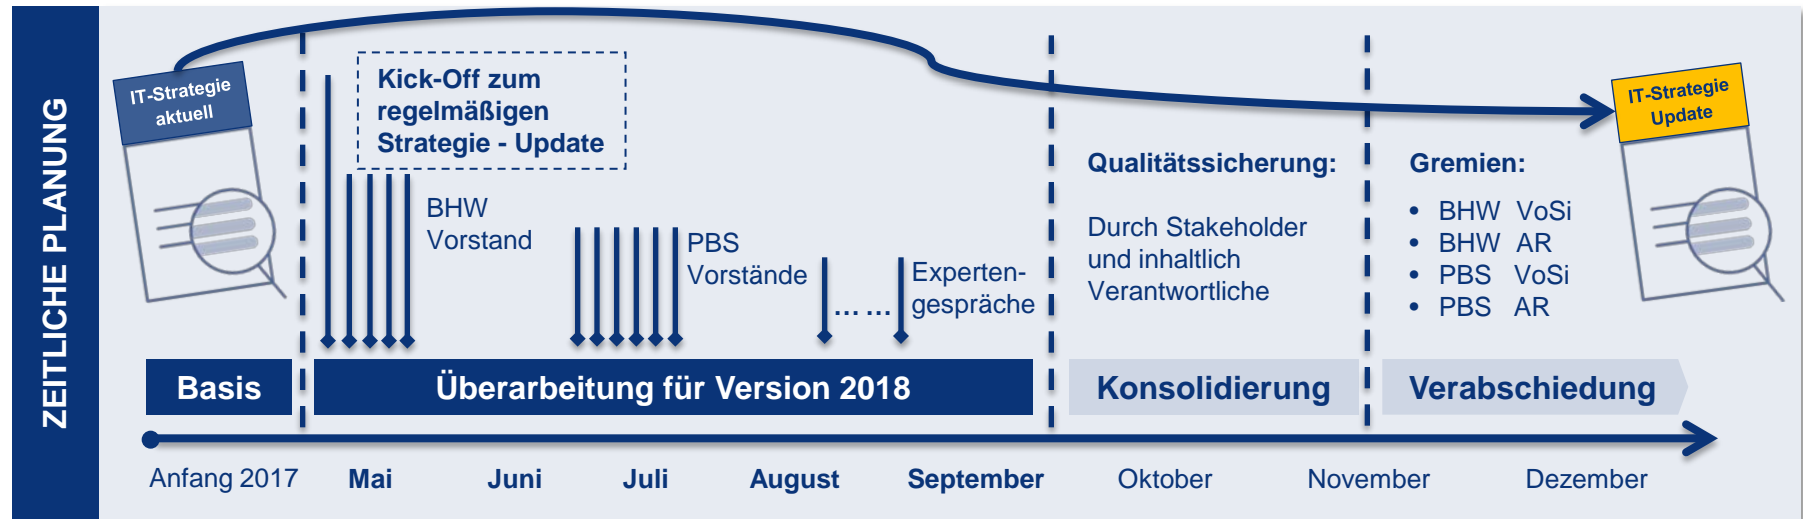 ZEITLICHE PLANUNG
IT-Strategie
aktuell
Kick-Off zum
regelmäßigen
Strategie - Update
BHW
Vorstand
PBS
Vorstände
... ...
Experten-
gespräche
Qualitätssicherung:
Durch Stakeholder
und inhaltlich
Verantwortliche
Gremien:
• BHW VoSi
• BHW AR
• PBS VoSi
• PBS AR
IT-Strategie
Update
Basis
Überarbeitung für Version 2018
Konsolidierung
Verabschiedung
Anfang 2017
Mai
Juni
Juli
August
September
Oktober
November
Dezember